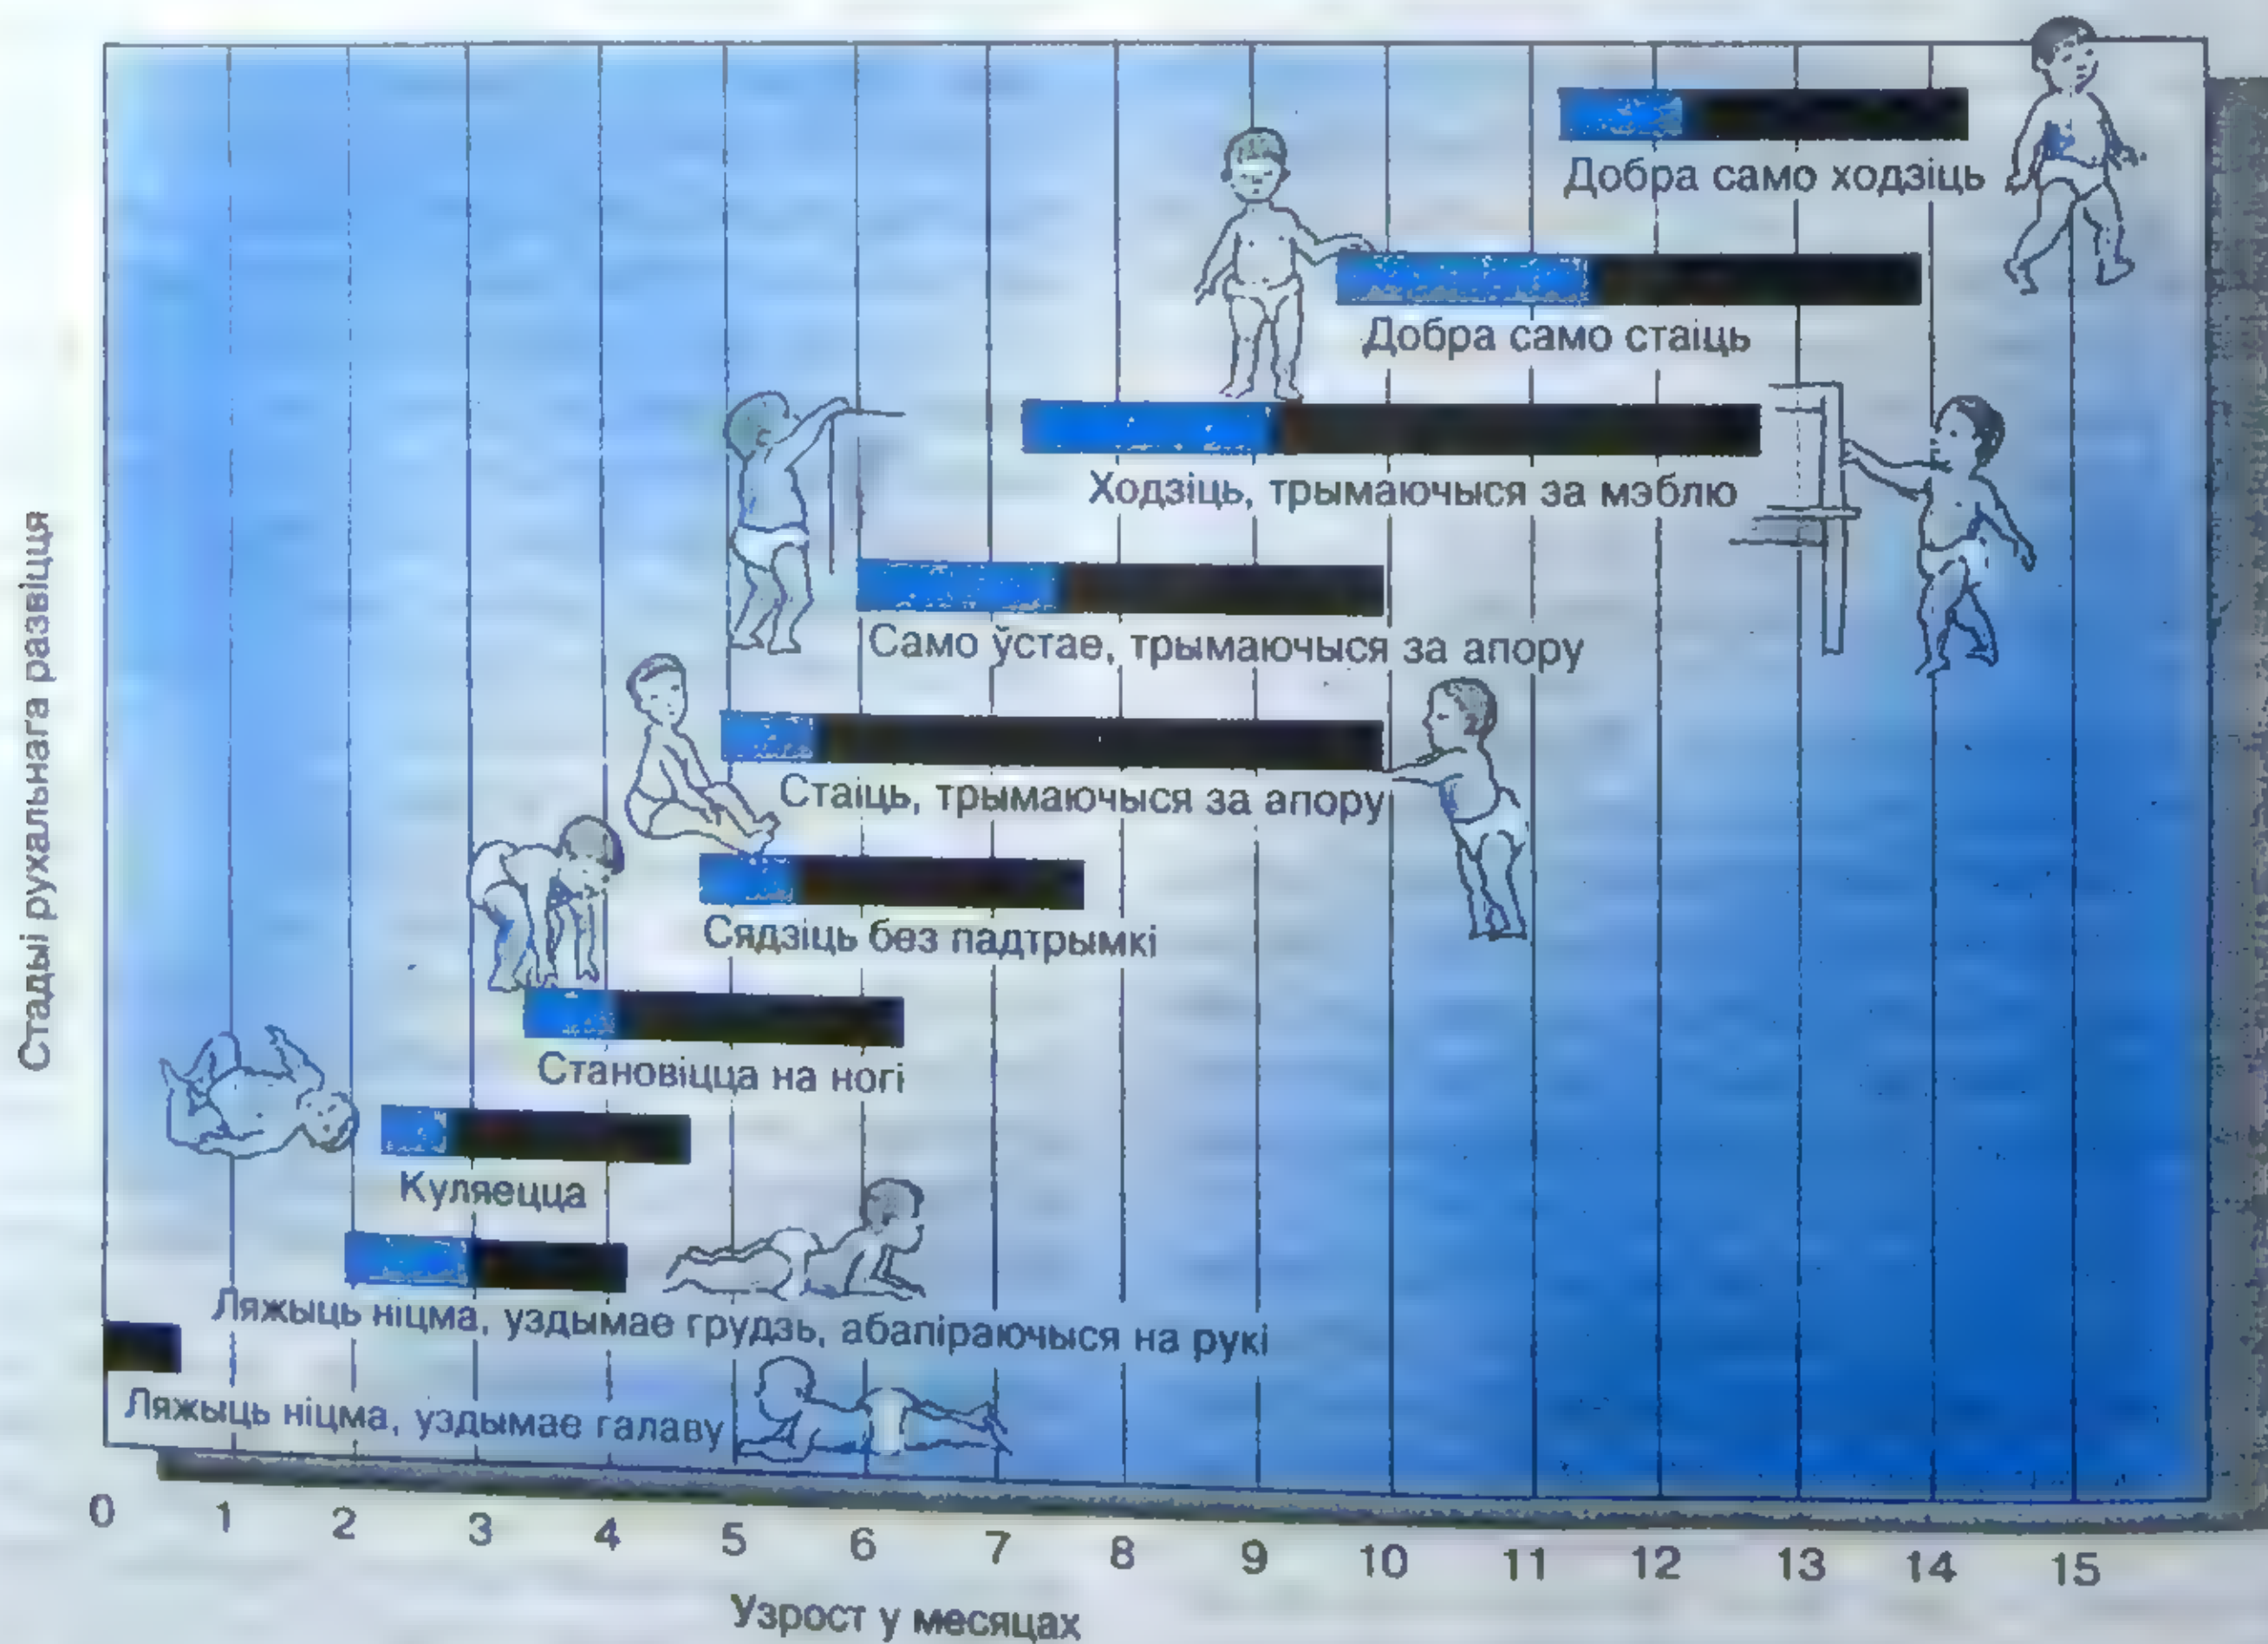 Стадыі рухальнага развіцця
Добра само ходзіць
Добра само стаіць
Ходзіць, трымаючыся за мэблю
Само ўстае, трымаючыся за апору
Стаіць, трымаючыся за апору
Сядзіць без падтрымкі
Становіцца на ногі
Куляецца
Ляжыць ніцма, уздымае грудзь, абапіраючыся на рукі
Ляжыць ніцма, уздымае галаву
0 1 2 3 4 5 6 7 8 9 10 11 12 13 14 15
Узрост у месяцах